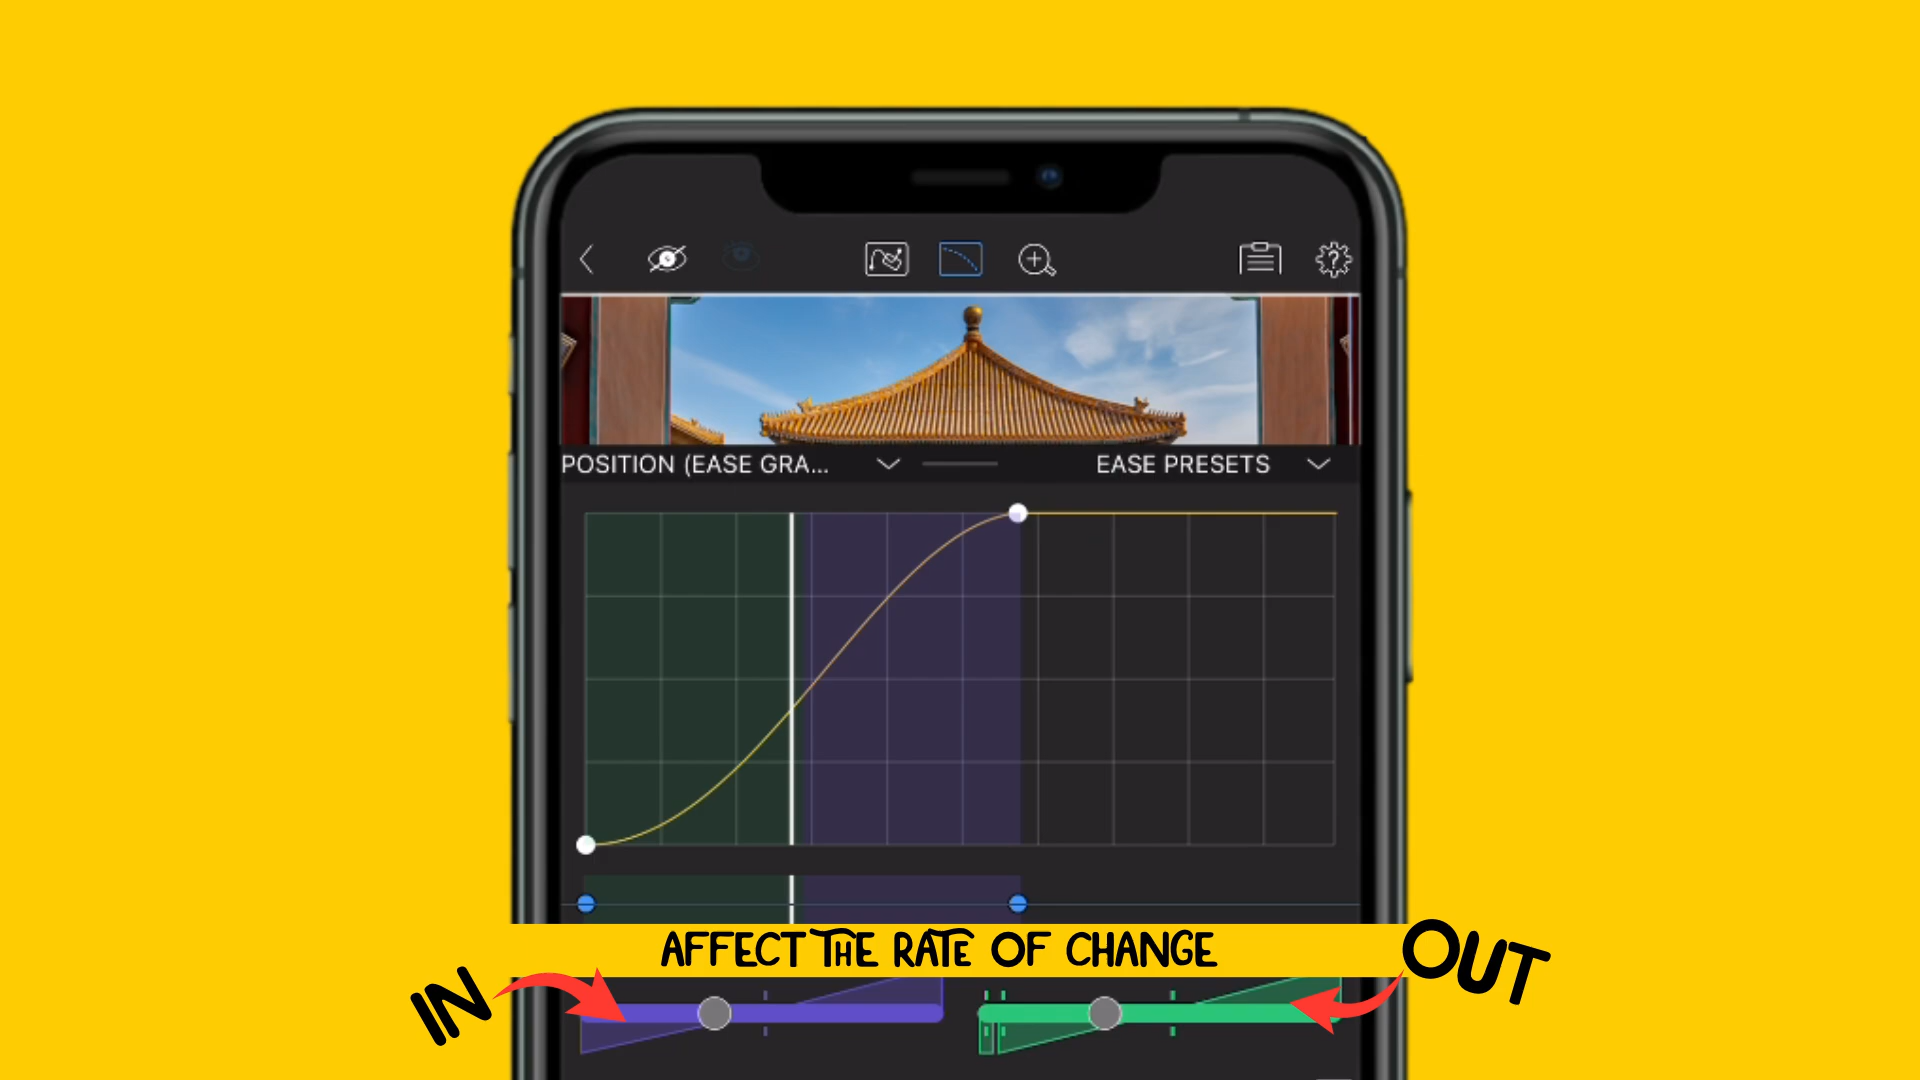 POSITION (EASE GRA...
EASE PRESETS
AFFECT THE RATE OF CHANGE
IN
OUT